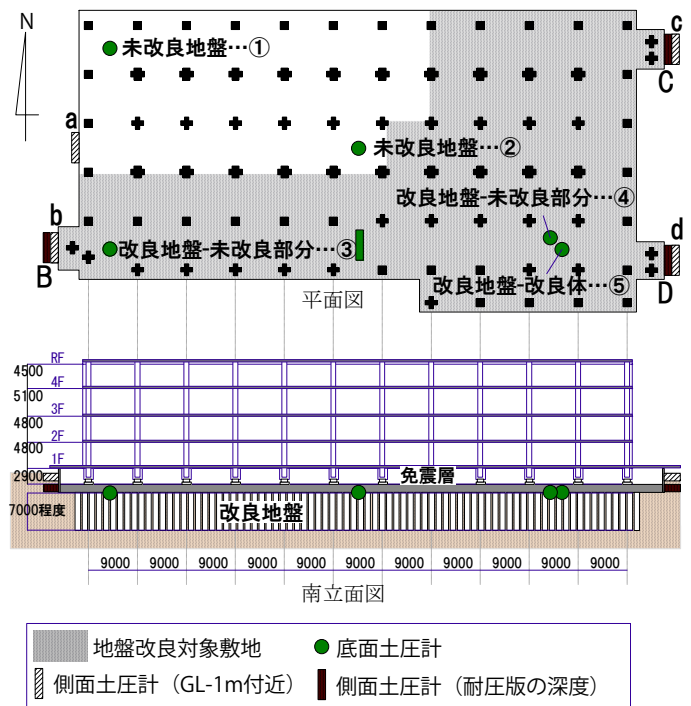 N
c
未改良地盤…①
C
a
未改良地盤…②
改良地盤-未改良部分…④
b
改良地盤-未改良部分…③
d
B
改良地盤-改良体…⑤
D
平面図
RF
4500
4F
5100
3F
4800
2F
4800
1F
2900
免震層
7000程度
改良地盤
9000 9000 9000 9000 9000 9000 9000 9000 9000 9000 9000
南立面図
地盤改良対象敷地
底面土圧計
側面土圧計（GL-1m付近）
側面土圧計（耐圧版の深度）